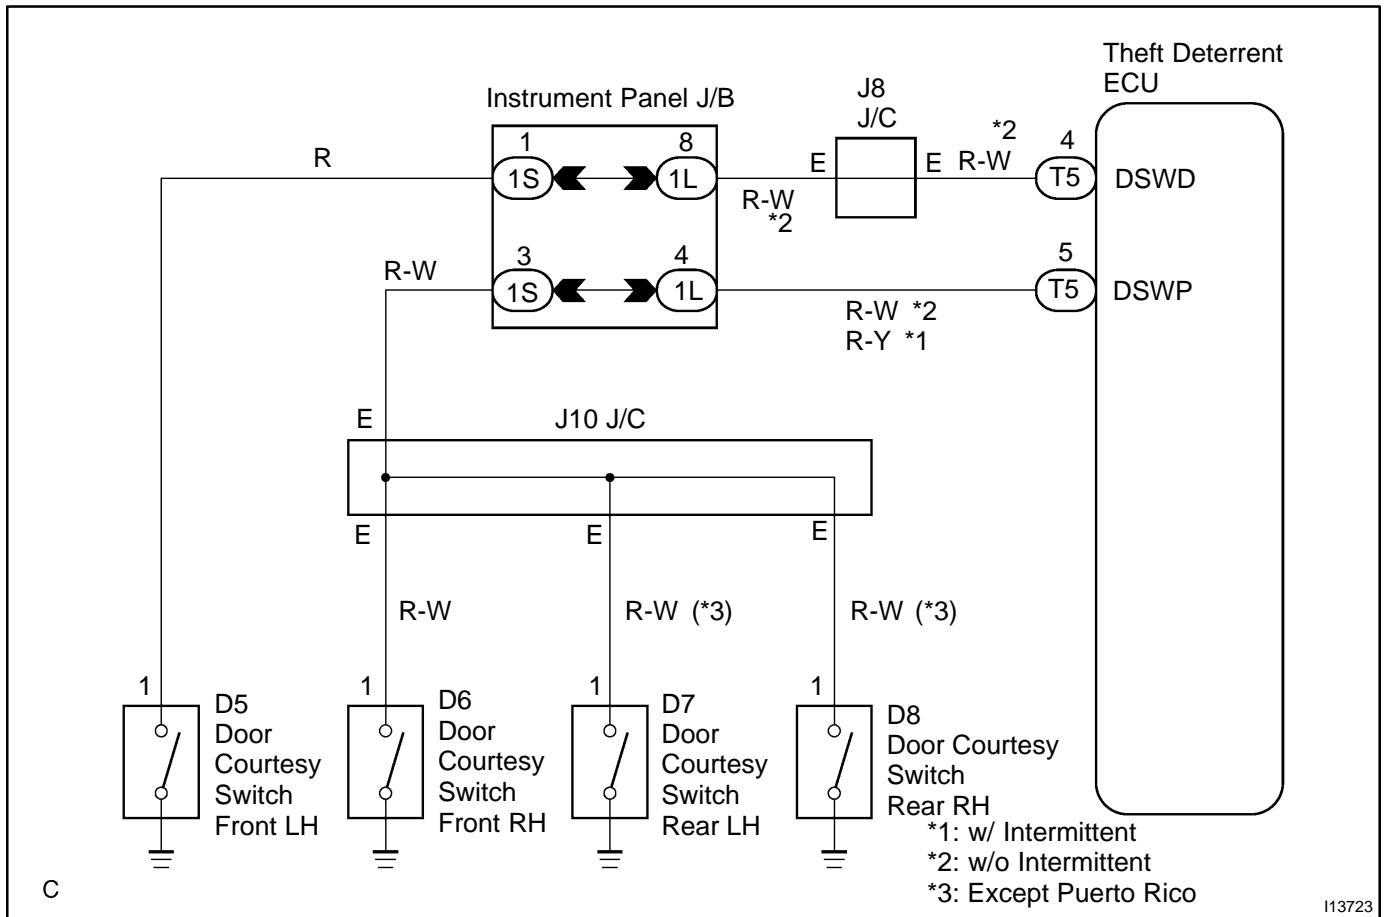 Theft Deterrent
ECU
Instrument Panel J/B
J8
J/C
R
1
8
1S
1L
E
E
*2
R-W
4
T5
DSWD
R-W
*2
R-W
3
4
1S
1L
5
T5
DSWP
R-W *2
R-Y *1
E
J10 J/C
E
E
E
R-W
R-W (*3)
R-W (*3)
1
D5
Door
Courtesy
Switch
Front LH
1
D6
Door
Courtesy
Switch
Front RH
1
D7
Door
Courtesy
Switch
Rear LH
1
D8
Door Courtesy
Switch
Rear RH
*1: w/ Intermittent
*2: w/o Intermittent
*3: Except Puerto Rico
C
I13723